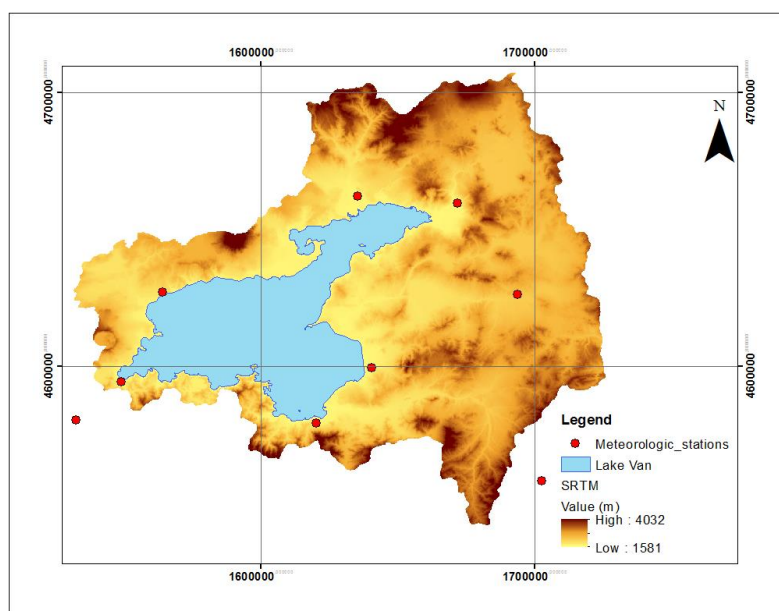 1600000
1700000
4700000
4700000
N
4600000
4600000
Legend
Meteorologic_stations
Lake Van
SRTM
Value (m)
High : 4032
Low : 1581
1600000
1700000